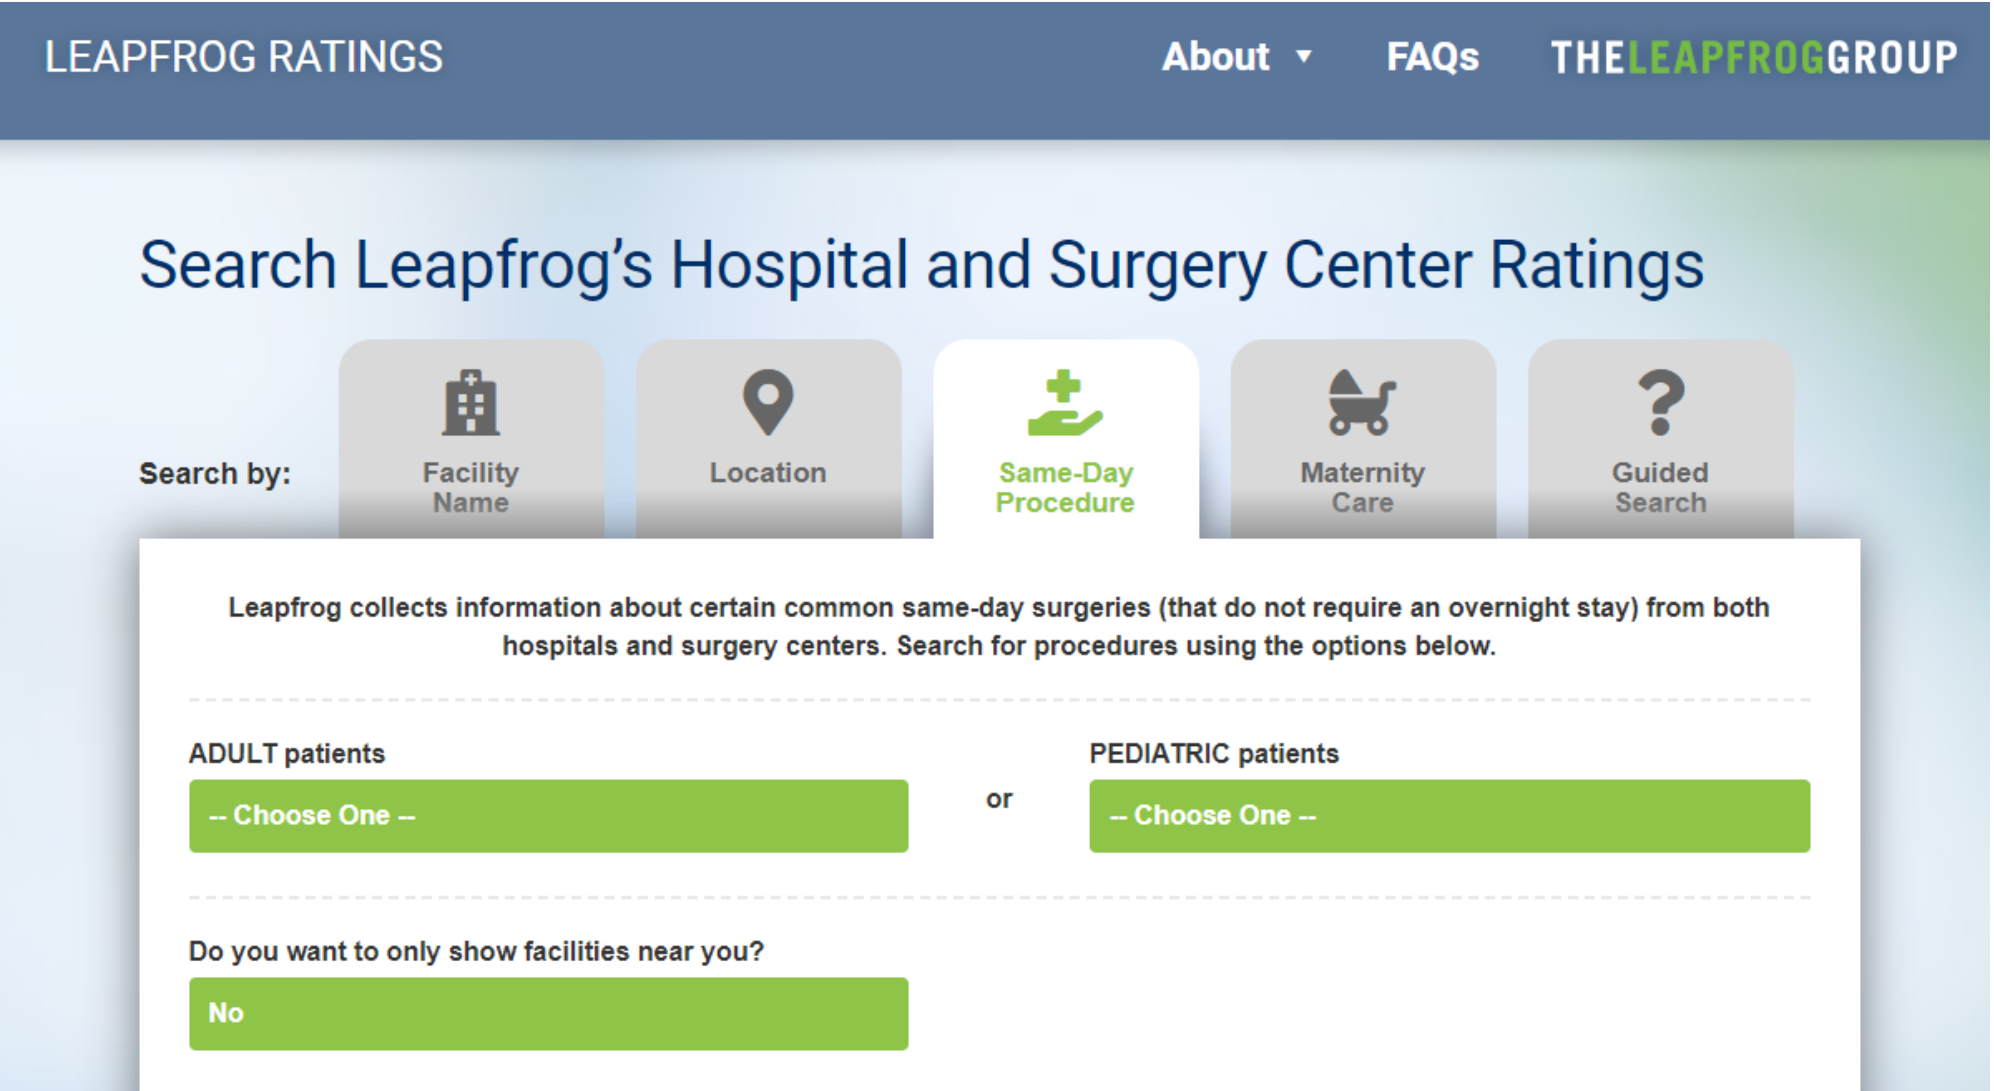 LEAPFROG RATINGS
About
FAQs
THELEAPFROGGROUP
Search Leapfrog’s Hospital and Surgery Center Ratings
Search by:
Facility
Name
Location
Same-Day
Procedure
Maternity
Care
Guided
Search
Leapfrog collects information about certain common same-day surgeries (that do not require an overnight stay) from both
hospitals and surgery centers. Search for procedures using the options below.
ADULT patients
-- Choose One --
or
PEDIATRIC patients
-- Choose One --
Do you want to only show facilities near you?
No